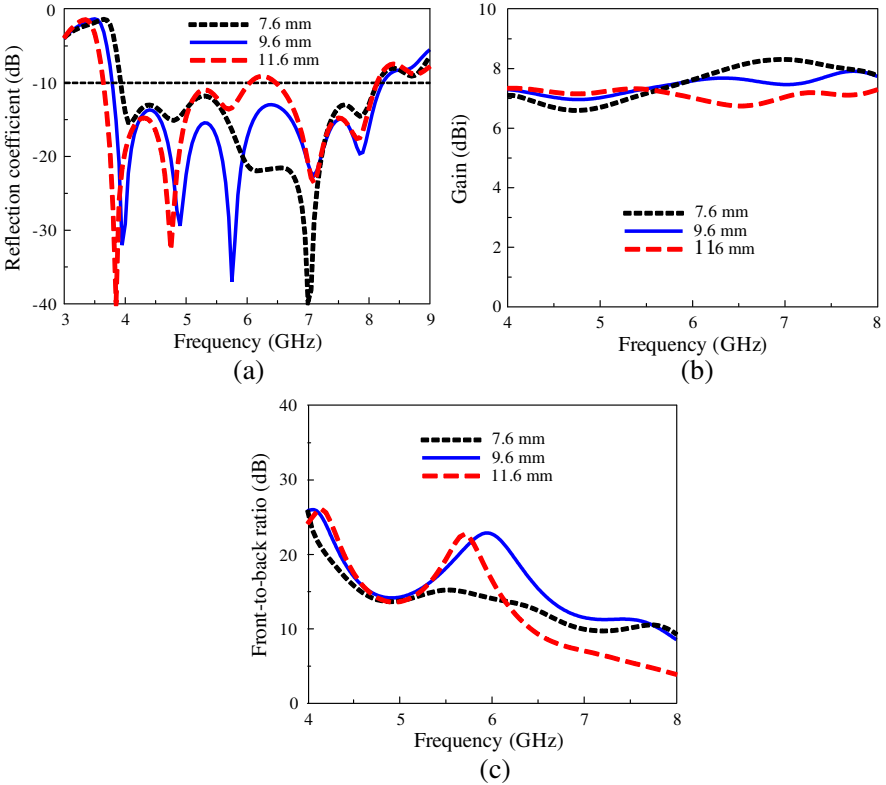 0
-10
-20
-30
-40
Reflection coefficient (dB)
7.6 mm
9.6 mm
11.6 mm
3 4 5 6 7 8 9
Frequency (GHz)
(a)
10
8
6
4
2
0
Gain (dBi)
7.6 mm
9.6 mm
11.6 mm
4 5 6 7 8
Frequency (GHz)
(b)
40
30
20
10
0
Front-to-back ratio (dB)
7.6 mm
9.6 mm
11.6 mm
4 5 6 7 8
Frequency (GHz)
(c)